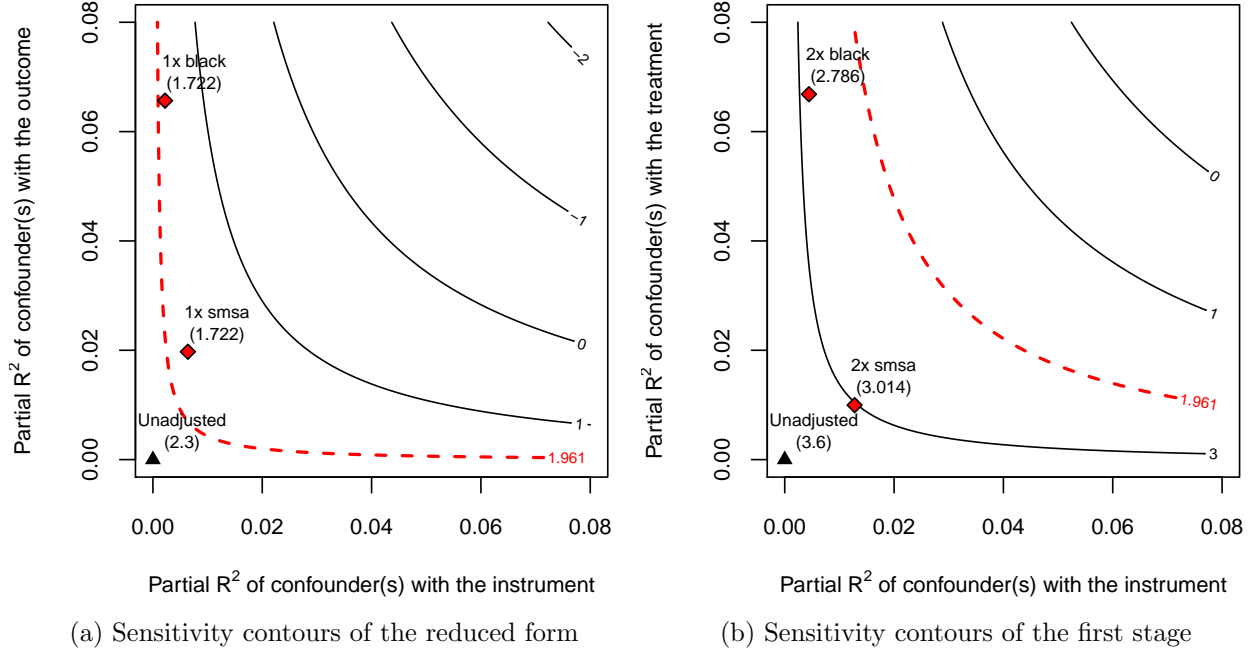 Partial R² of confounder(s) with the outcome
0.00 0.02 0.04 0.06 0.08
1x black
(1.722)
1x smsa
(1.722)
Unadjusted
(2.3)
−2
−1
0
1
1.961
0.00 0.02 0.04 0.06 0.08
Partial R² of confounder(s) with the instrument
(a) Sensitivity contours of the reduced form
Partial R² of confounder(s) with the treatment
0.00 0.02 0.04 0.06 0.08
2x black
(2.786)
2x smsa
(3.014)
Unadjusted
(3.6)
0
1
1.961
3
0.00 0.02 0.04 0.06 0.08
Partial R² of confounder(s) with the instrument
(b) Sensitivity contours of the first stage